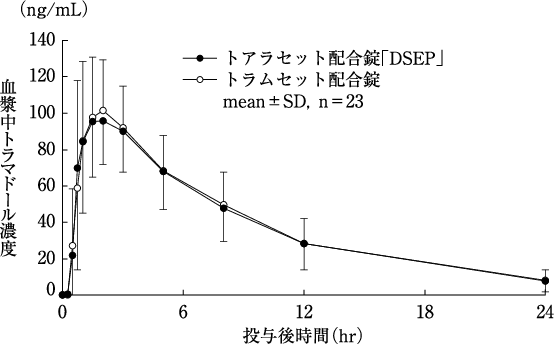 (ng/mL)
140
120
100
80
60
40
20
0
血漿中トラマドール濃度
トアラセット配合錠「DSEP」
トラムセット配合錠
mean±SD, n=23
0 6 12 18 24
投与後時間(hr)